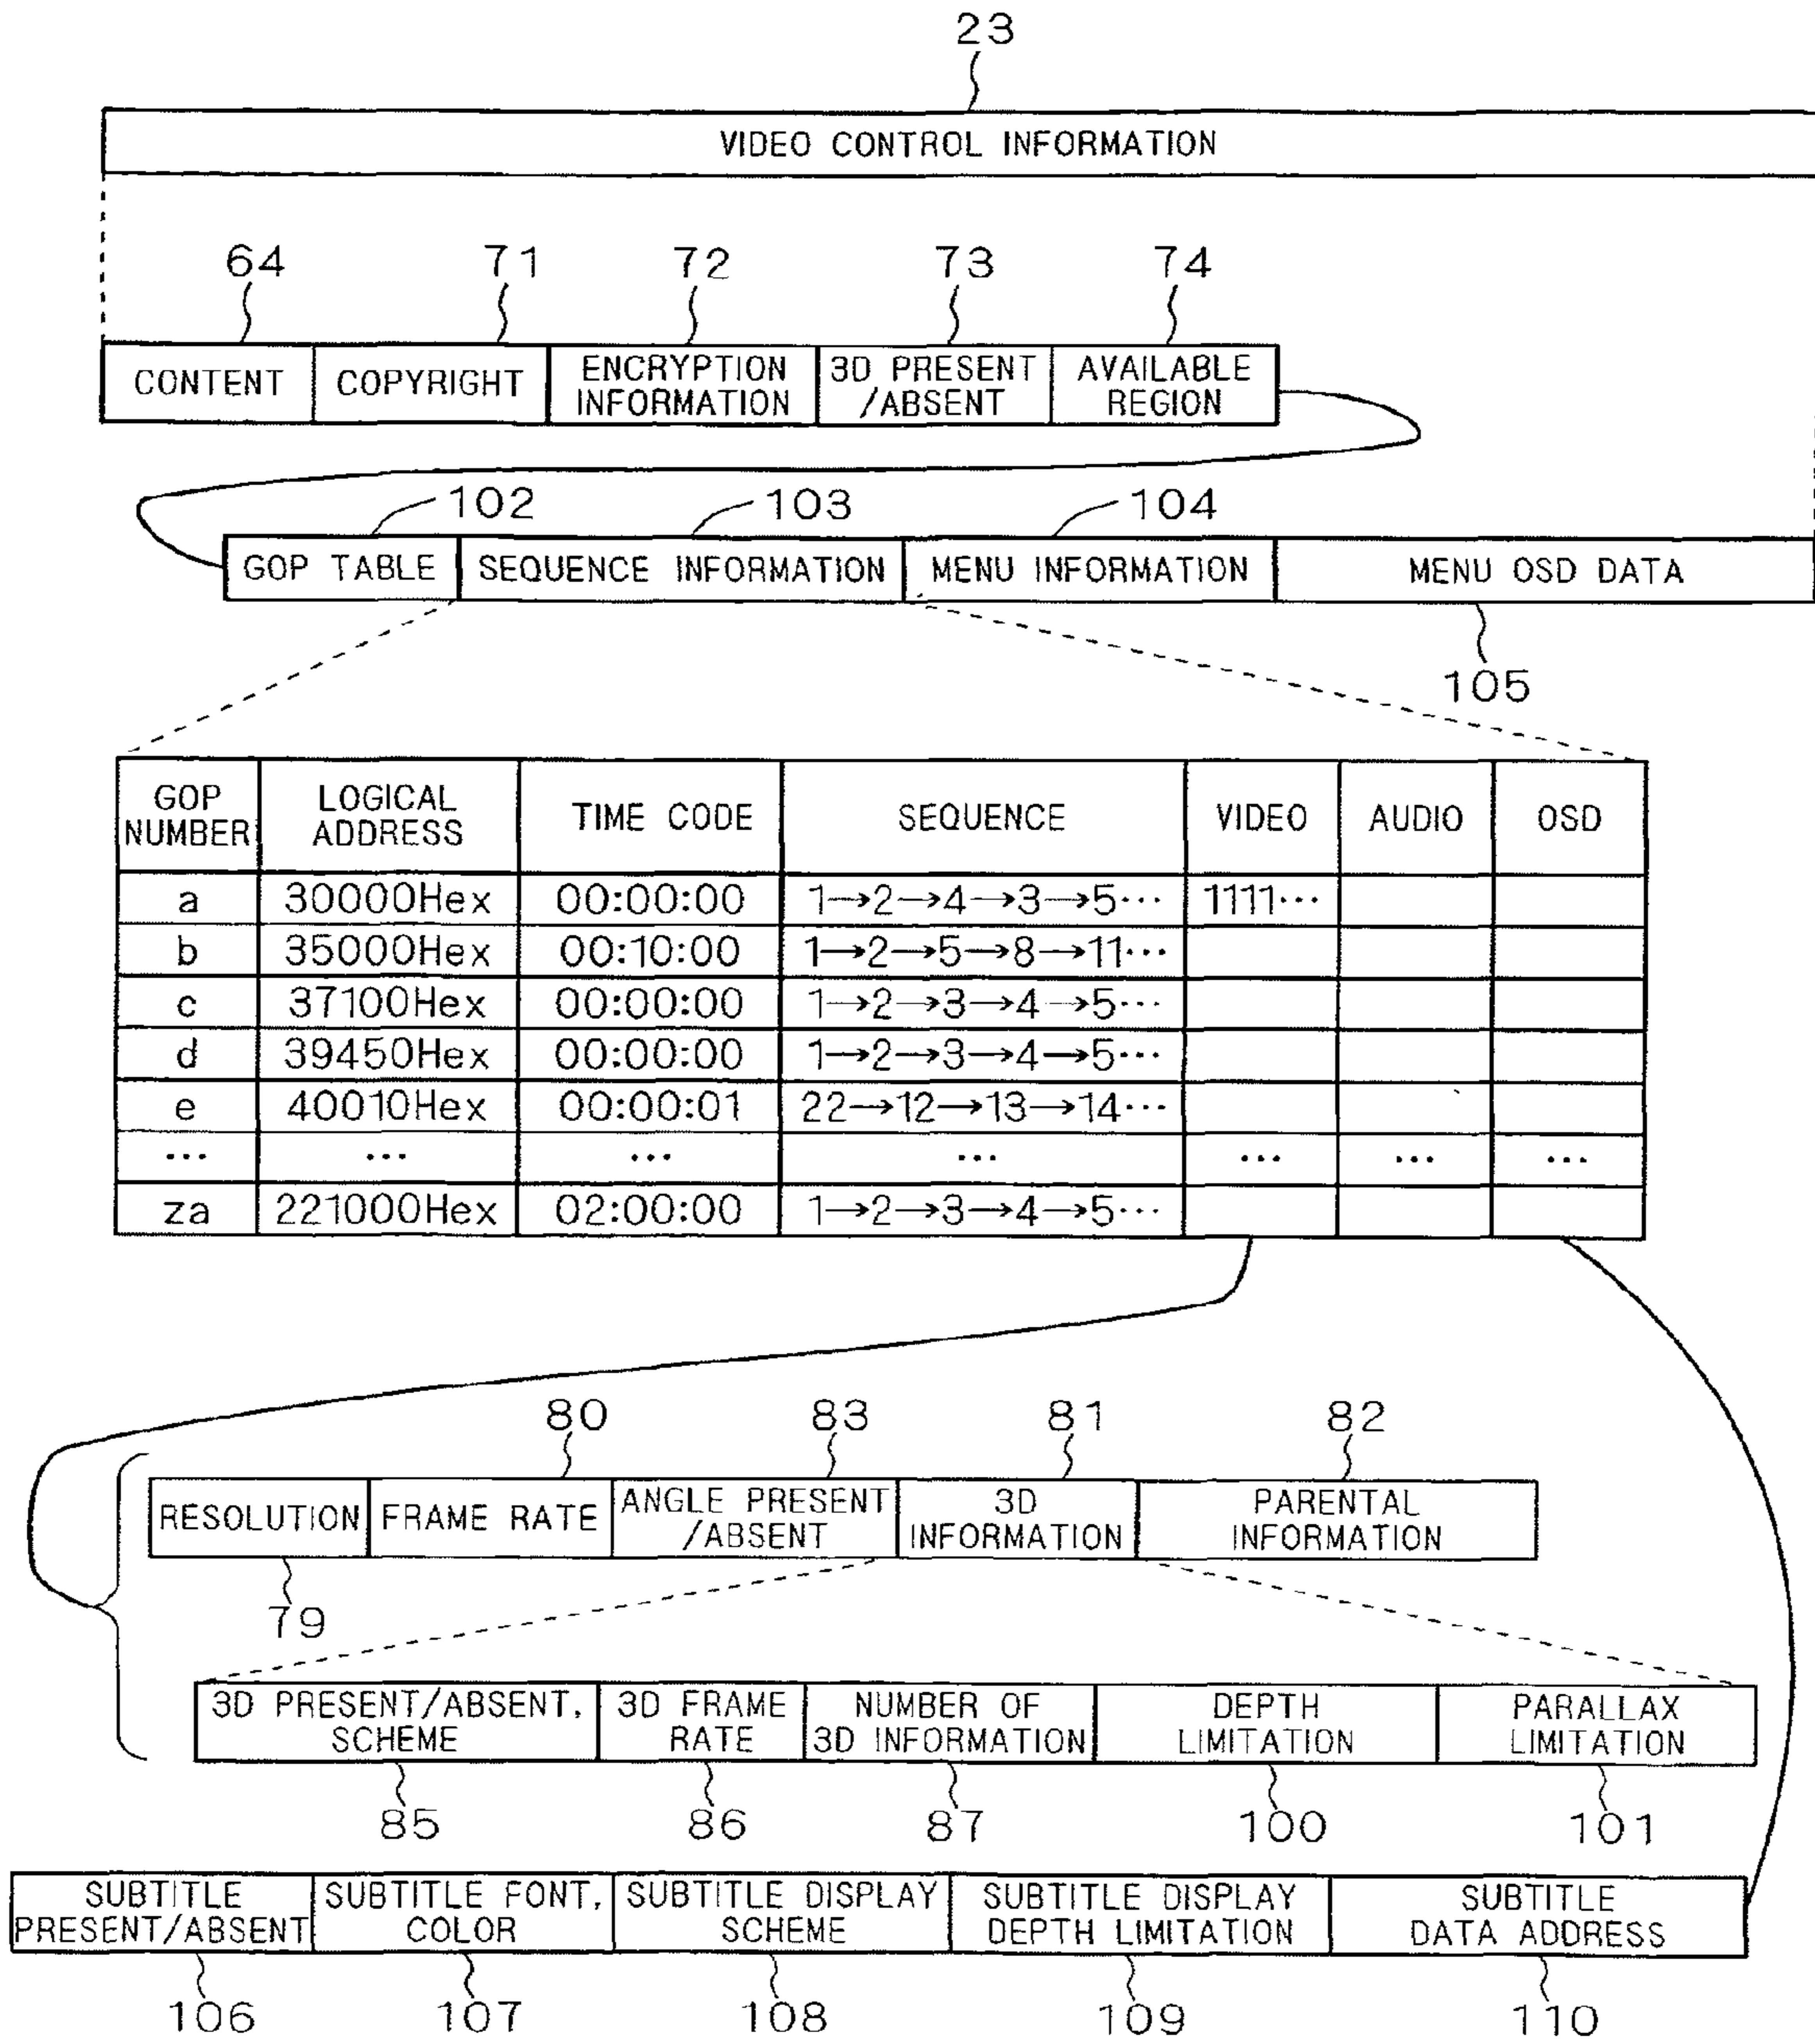 23
VIDEO CONTROL INFORMATION
64 71 72 73 74
CONTENT COPYRIGHT ENCRYPTION INFORMATION 3D PRESENT /ABSENT AVAILABLE REGION
102 103 104
GOP TABLE SEQUENCE INFORMATION MENU INFORMATION MENU OSD DATA
105
GOP NUMBER LOGICAL ADDRESS TIME CODE SEQUENCE VIDEO AUDIO OSD
a 30000Hex 00:00:00 1→2→4→3→5··· 1111···
b 35000Hex 00:10:00 1→2→5→8→11···
c 37100Hex 00:00:00 1→2→3→4→5···
d 39450Hex 00:00:00 1→2→3→4→5···
e 40010Hex 00:00:01 22→12→13→14···
··· ··· ··· ··· ··· ··· ···
za 221000Hex 02:00:00 1→2→3→4→5···
80 83 81 82
RESOLUTION FRAME RATE ANGLE PRESENT /ABSENT 3D INFORMATION PARENTAL INFORMATION
79
3D PRESENT/ABSENT, SCHEME 3D FRAME RATE NUMBER OF 3D INFORMATION DEPTH LIMITATION PARALLAX LIMITATION
85 86 87 100 101
SUBTITLE PRESENT/ABSENT SUBTITLE FONT, COLOR SUBTITLE DISPLAY SCHEME SUBTITLE DISPLAY DEPTH LIMITATION SUBTITLE DATA ADDRESS
106 107 108 109 110